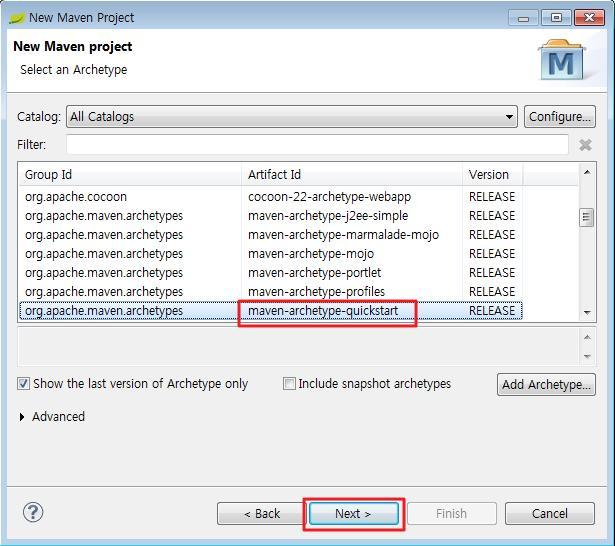 New Maven Project
New Maven project
Select an Archetype
M
Catalog: All Catalogs Configure...
Filter:
Group Id Artifact Id Version
org.apache.cocoon cocoon-22-archetype-webapp RELEASE
org.apache.maven.archetypes maven-archetype-j2ee-simple RELEASE
org.apache.maven.archetypes maven-archetype-marmalade-mojo RELEASE
org.apache.maven.archetypes maven-archetype-mojo RELEASE
org.apache.maven.archetypes maven-archetype-portlet RELEASE
org.apache.maven.archetypes maven-archetype-profiles RELEASE
org.apache.maven.archetypes maven-archetype-quickstart RELEASE
Show the last version of Archetype only Include snapshot archetypes Add Archetype...
Advanced
? < Back Next > Finish Cancel